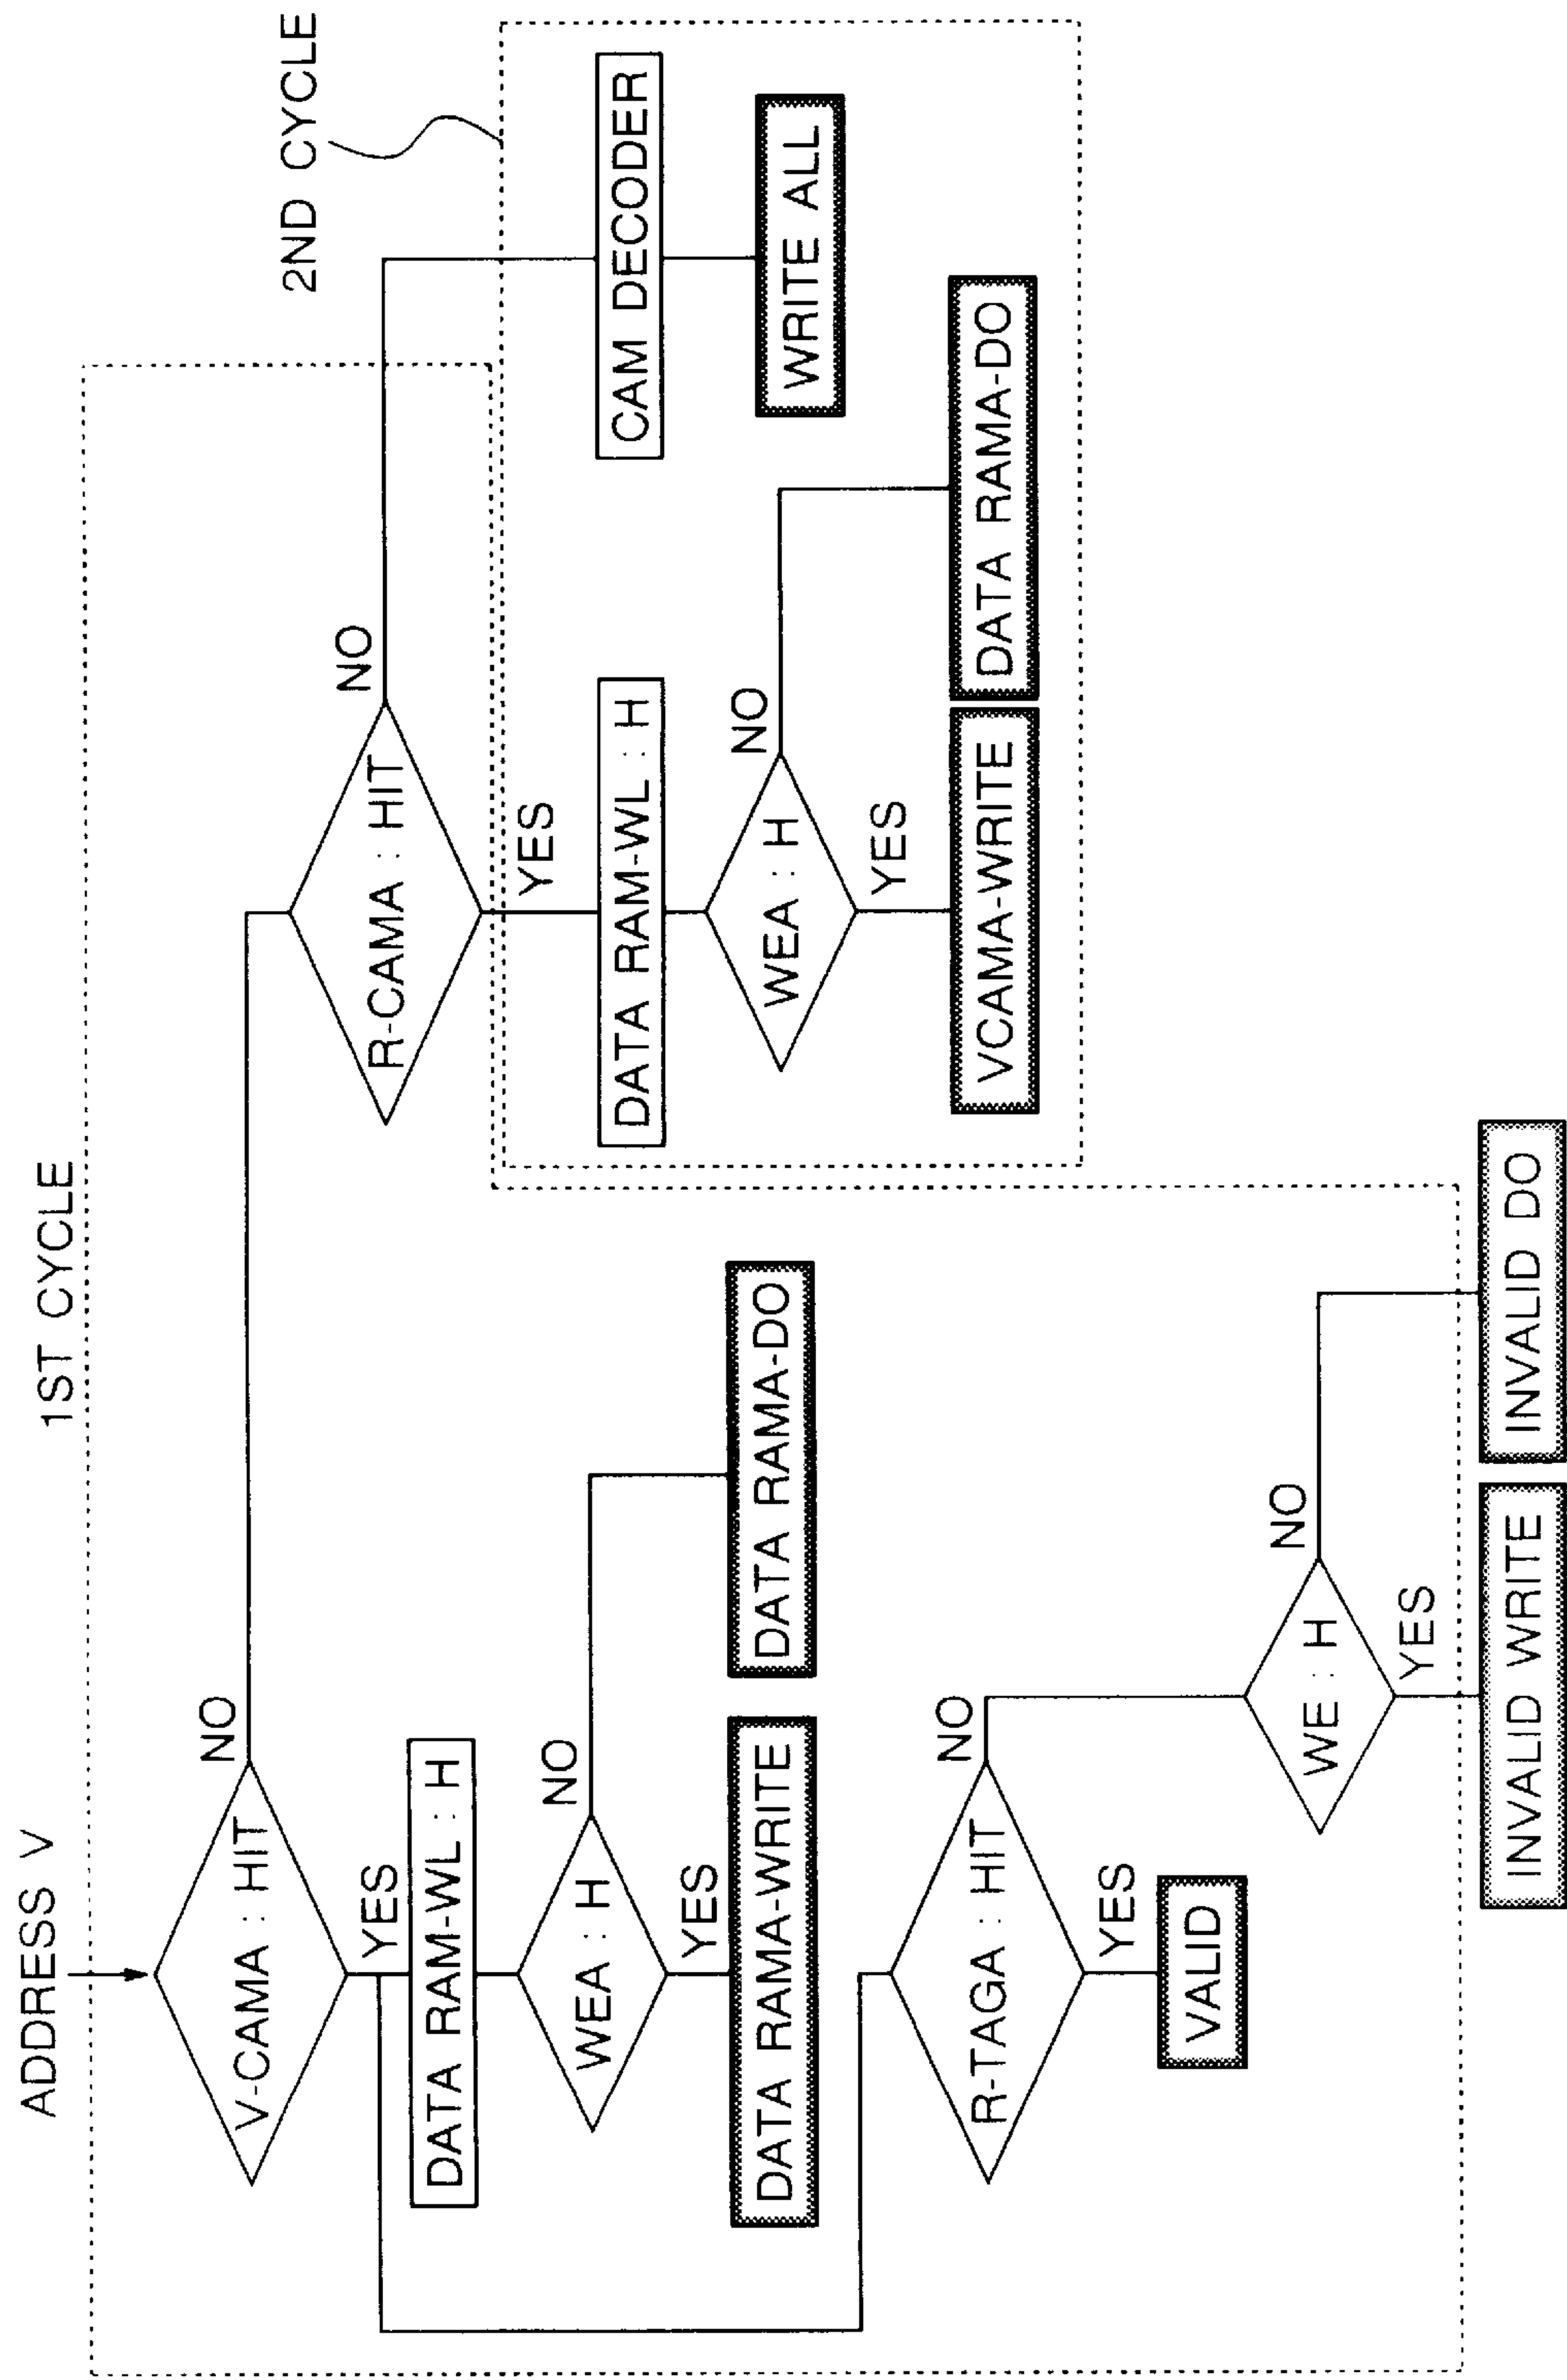 1ST CYCLE
2ND CYCLE
ADDRESS V
V-CAMA : HIT
NO
YES
DATA RAM-WL : H
WEA : H
NO
YES
DATA RAMA-WRITE
DATA RAMA-DO
R-TAGA : HIT
NO
YES
VALID
WE : H
NO
YES
INVALID WRITE
INVALID DO
R-CAMA : HIT
NO
YES
DATA RAM-WL : H
WEA : H
NO
YES
VCAMA-WRITE
DATA RAMA-DO
CAM DECODER
WRITE ALL